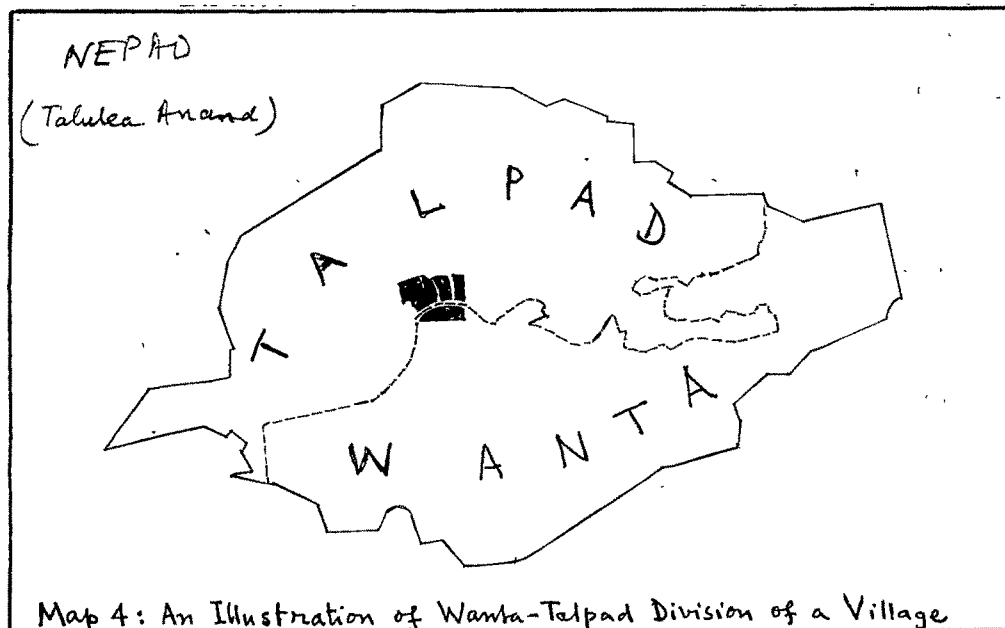 NEPAD
(Taluka Anand)
TALPAD
WANTA
Map 4: An Illustration of Wanta-Talpad Division of a Village